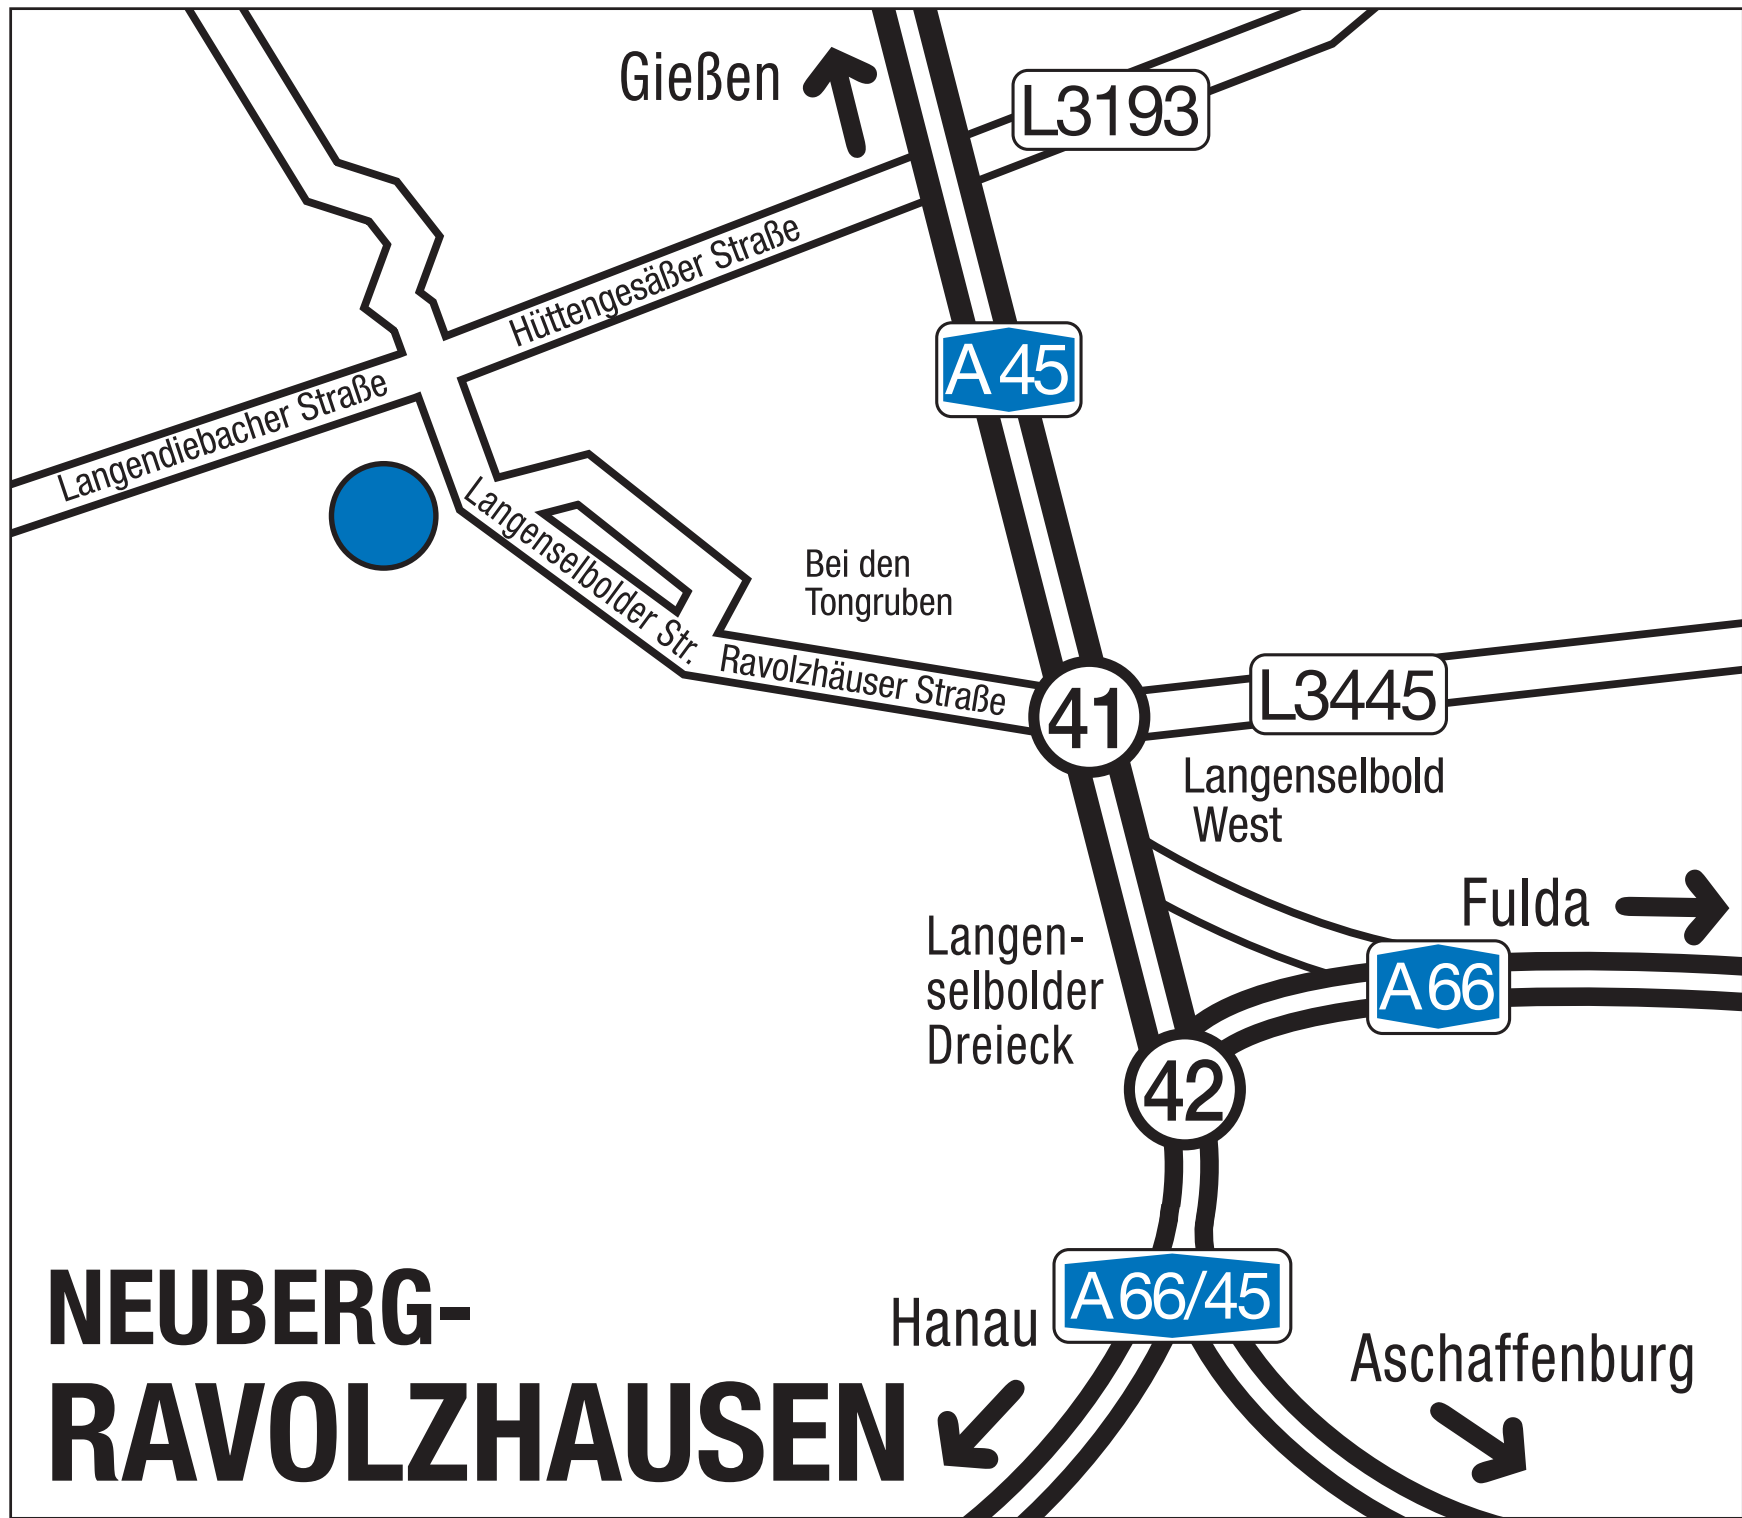 Gießen
L3193
Hüttengesäßer Straße
A 45
Langendiebacher Straße
Langenselbolder Str.
Bei den
Tongruben
Ravolzhäuser Straße
41
L3445
Langenselbold
West
Fulda
A 66
Langen-
selbolder
Dreieck
42
A 66/45
Hanau
Aschaffenburg
NEUBERG-
RAVOLZHAUSEN